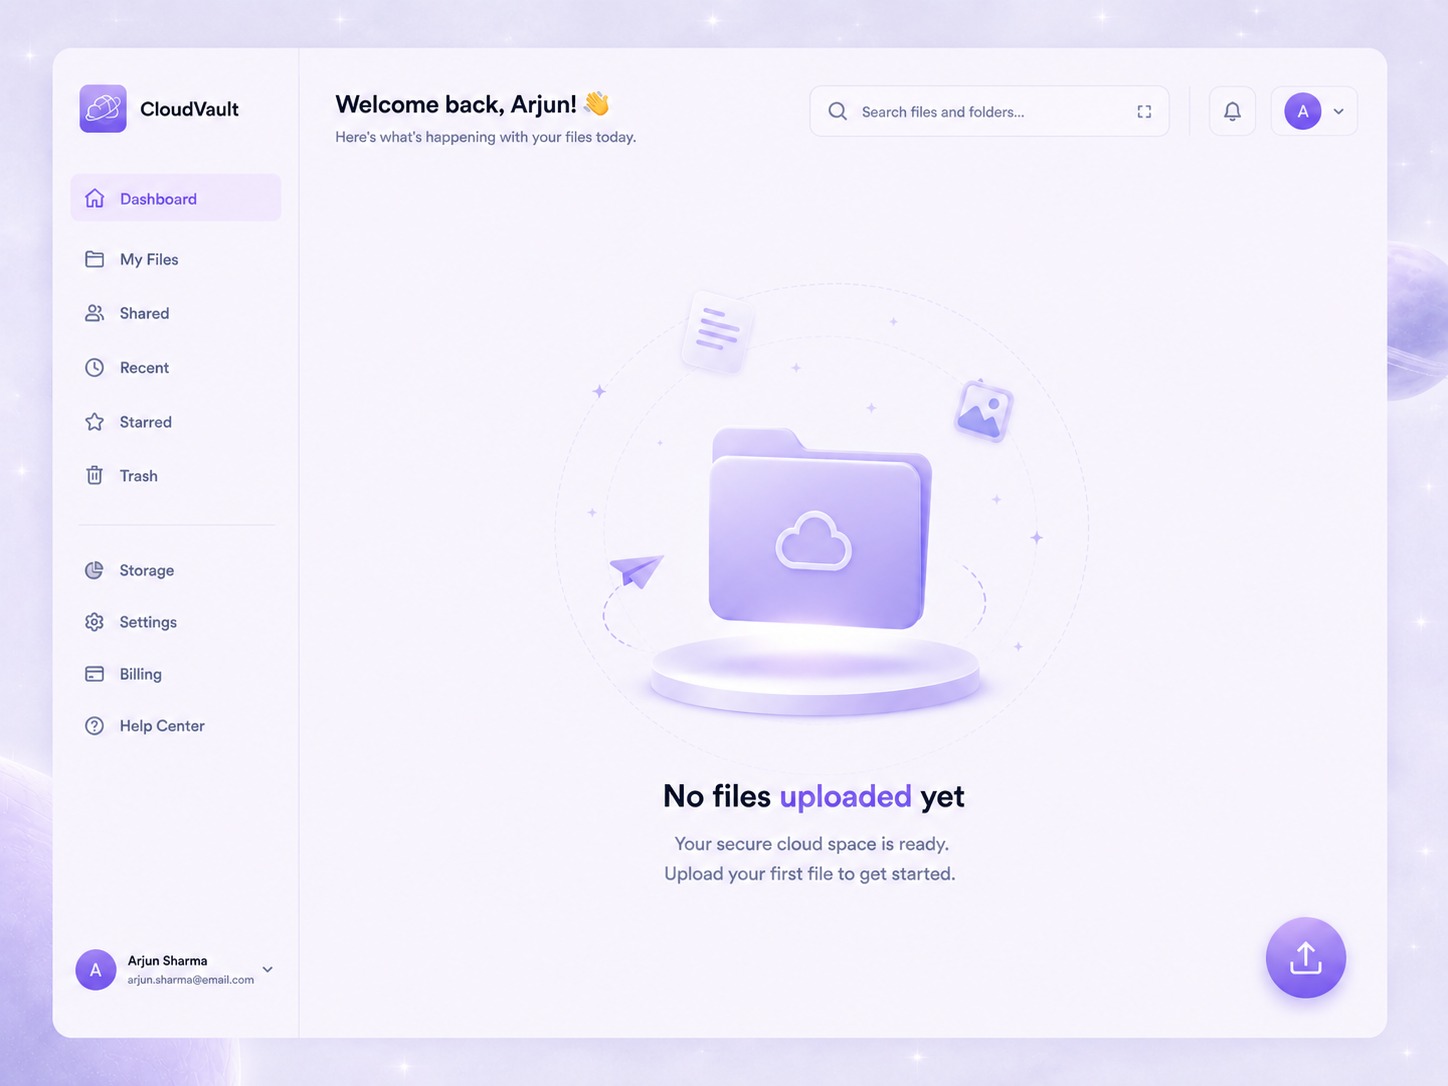 CloudVault
Dashboard
My Files
Shared
Recent
Starred
Trash
Storage
Settings
Billing
Help Center
A
Arjun Sharma
arjun.sharma@email.com
Welcome back, Arjun! 👋
Here's what's happening with your files today.
Search files and folders...
A
No files uploaded yet
Your secure cloud space is ready.
Upload your first file to get started.